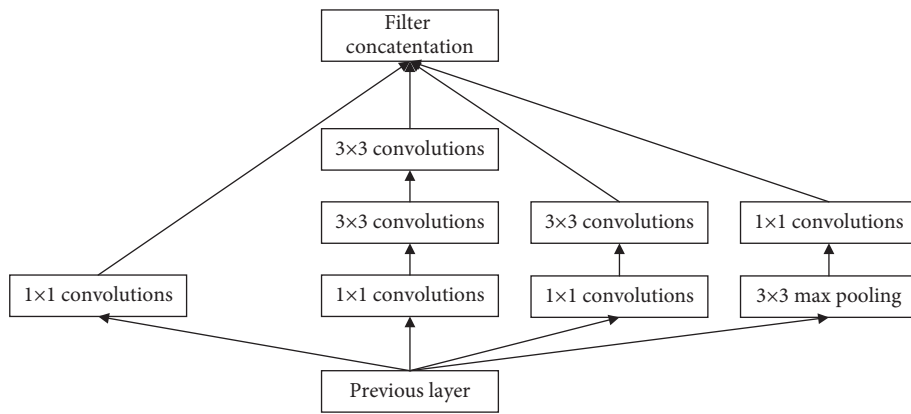 Filter
concatentation
3×3 convolutions
3×3 convolutions
3×3 convolutions
1×1 convolutions
1×1 convolutions
1×1 convolutions
1×1 convolutions
3×3 max pooling
Previous layer